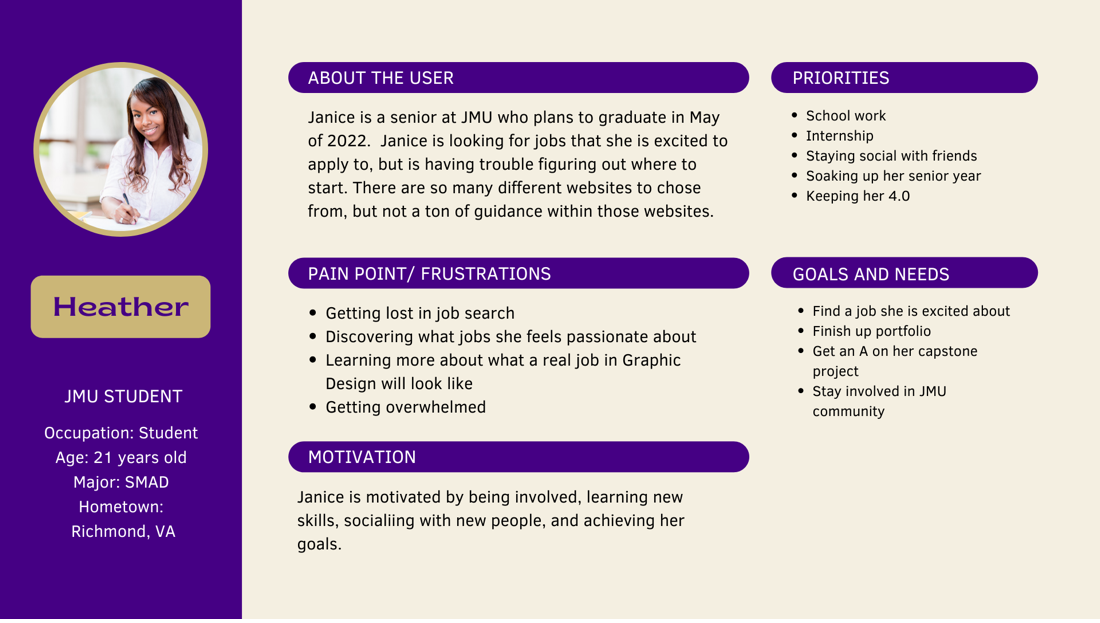 Heather
JMU STUDENT
Occupation: Student
Age: 21 years old
Major: SMAD
Hometown:
Richmond, VA
ABOUT THE USER
Janice is a senior at JMU who plans to graduate in May
of 2022.  Janice is looking for jobs that she is excited to
apply to, but is having trouble figuring out where to
start. There are so many different websites to chose
from, but not a ton of guidance within those websites.
PAIN POINT/ FRUSTRATIONS
• Getting lost in job search
• Discovering what jobs she feels passionate about
• Learning more about what a real job in Graphic
Design will look like
• Getting overwhelmed
MOTIVATION
Janice is motivated by being involved, learning new
skills, socialiing with new people, and achieving her
goals.
PRIORITIES
• School work
• Internship
• Staying social with friends
• Soaking up her senior year
• Keeping her 4.0
GOALS AND NEEDS
• Find a job she is excited about
• Finish up portfolio
• Get an A on her capstone
project
• Stay involved in JMU
community